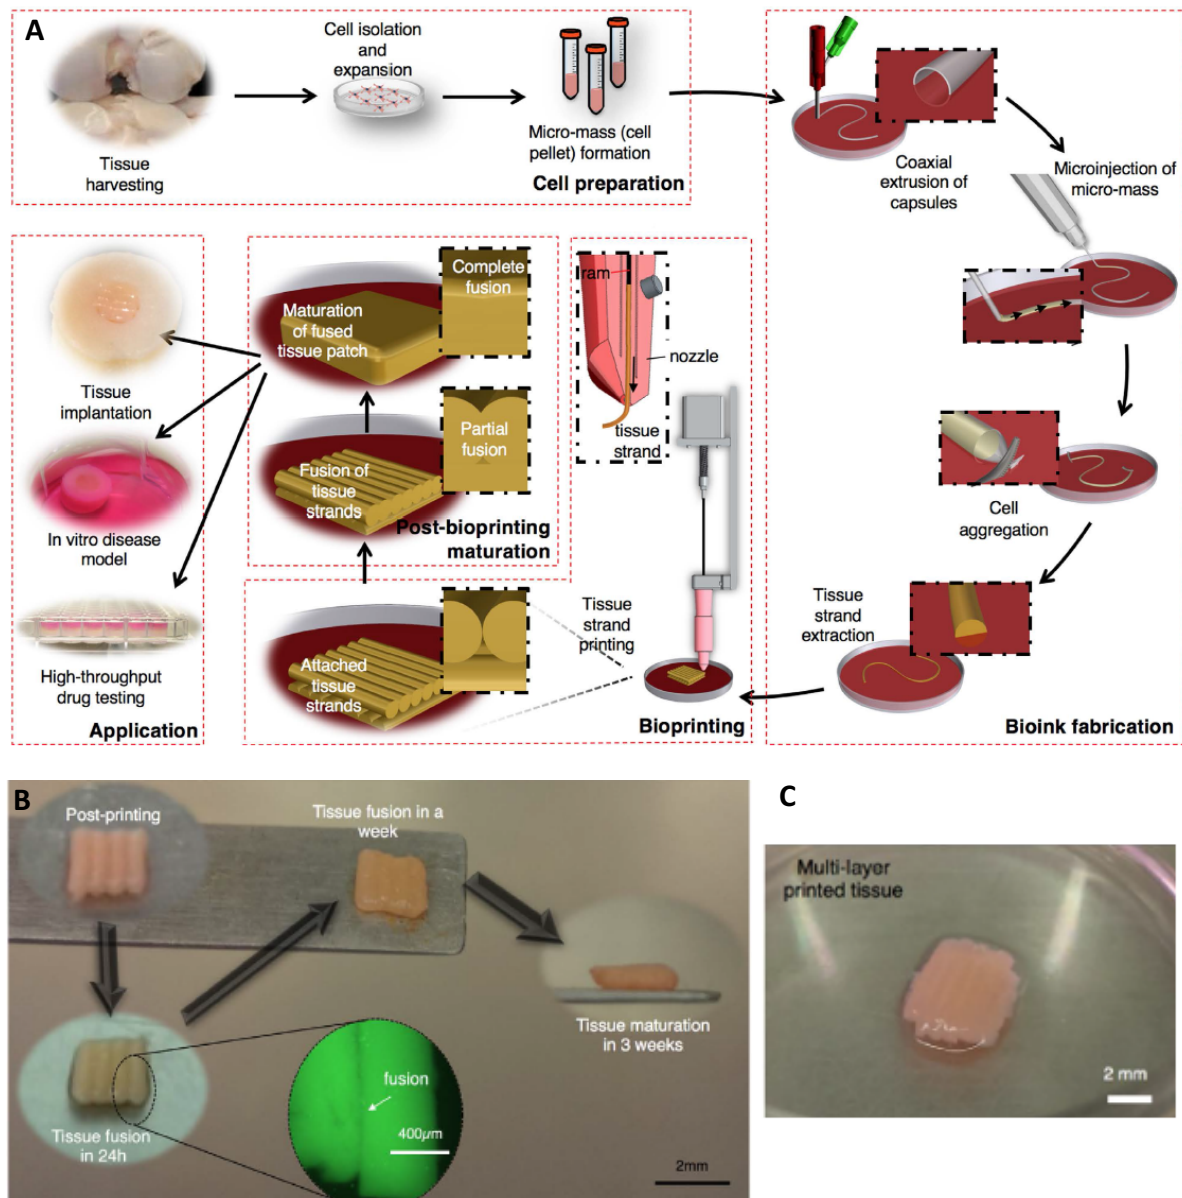 A
Tissue
harvesting
Cell isolation
and
expansion
Micro-mass (cell
pellet) formation
Cell preparation
Coaxial
extrusion of
capsules
Microinjection of
micro-mass
Cell
aggregation
Tissue
strand
extraction
Bioink fabrication
ram
nozzle
tissue
strand
Tissue
strand
printing
Bioprinting
Attached
tissue
strands
Fusion of
tissue
strands
Partial
fusion
Post-bioprinting
maturation
Maturation
of fused
tissue patch
Complete
fusion
Tissue
implantation
In vitro disease
model
High-throughput
drug testing
Application
B
Post-printing
Tissue fusion in a
week
Tissue maturation
in 3 weeks
Tissue fusion
in 24h
fusion
400µm
2mm
C
Multi-layer
printed tissue
2 mm